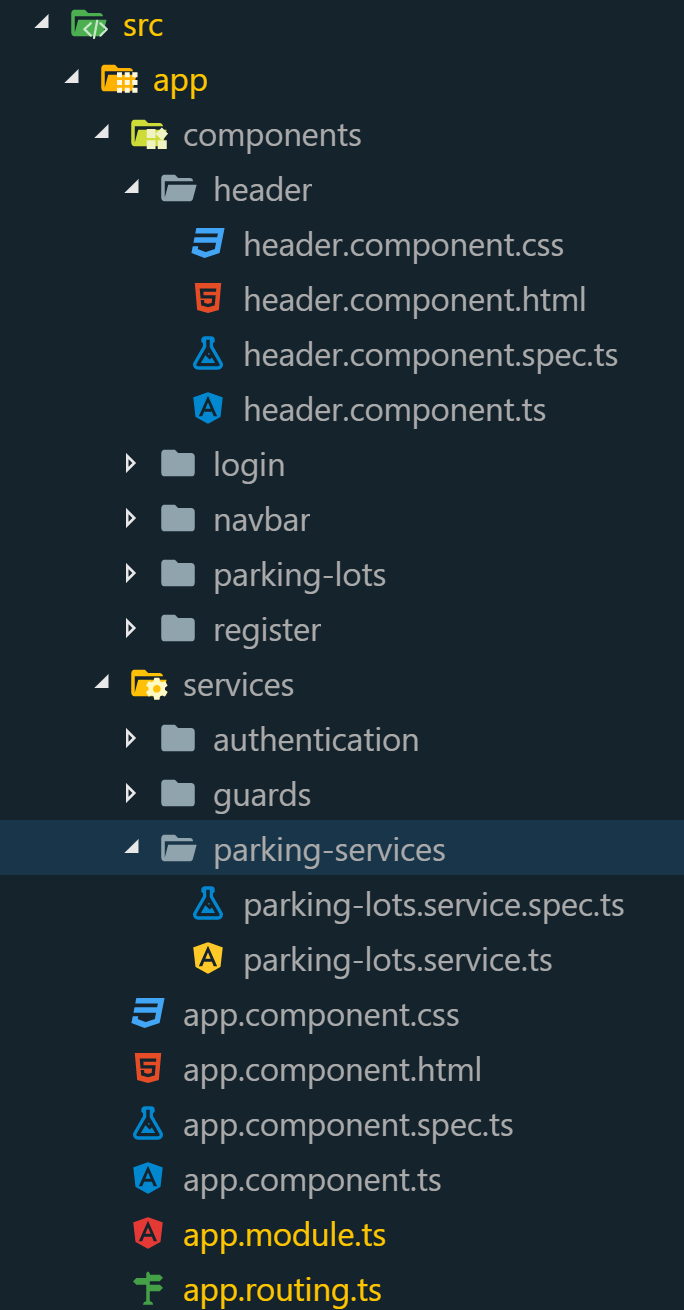 src
app
components
header
header.component.css
header.component.html
header.component.spec.ts
header.component.ts
login
navbar
parking-lots
register
services
authentication
guards
parking-services
parking-lots.service.spec.ts
parking-lots.service.ts
app.component.css
app.component.html
app.component.spec.ts
app.component.ts
app.module.ts
app.routing.ts